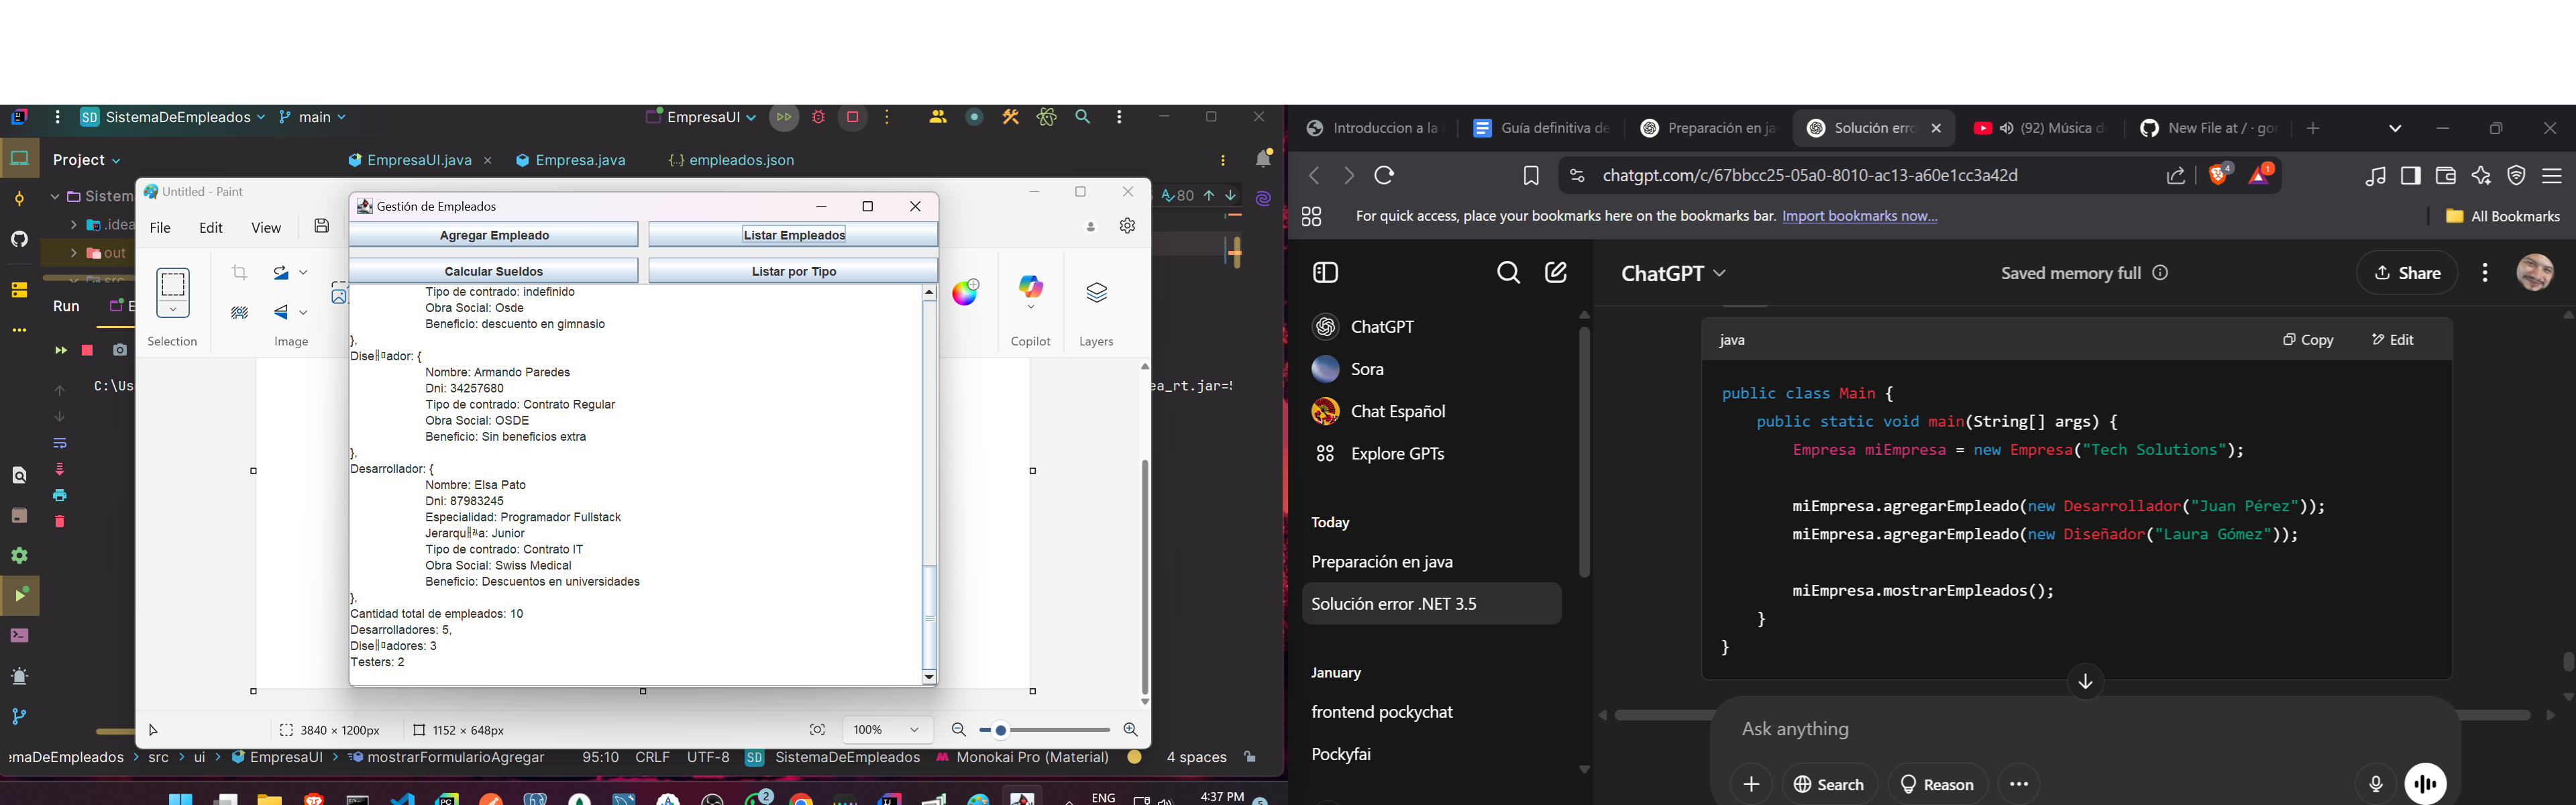 SD SistemaDeEmpleados main EmpresaUI
Project EmpresaUI.java Empresa.java {..} empleados.json
Sistem
.idea
out
src
Run
C:\Us
ea_rt.jar=5
80
Untitled - Paint
File Edit View
Selection Image Copilot Layers
Gestión de Empleados
Agregar Empleado Listar Empleados
Calcular Sueldos Listar por Tipo
Tipo de contrado: indefinido
Obra Social: Osde
Beneficio: descuento en gimnasio
},
Nombre: Armando Paredes
Dni: 34257680
Tipo de contrado: Contrato Regular
Obra Social: OSDE
Beneficio: Sin beneficios extra
},
Desarrollador: {
Nombre: Elsa Pato
Dni: 87983245
Especialidad: Programador Fullstack
: Junior
Tipo de contrado: Contrato IT
Obra Social: Swiss Medical
Beneficio: Descuentos en universidades
},
Cantidad total de empleados: 10
Desarrolladores: 5,
: 3
Testers: 2
3840 × 1200px 1152 × 648px 100%
emaDeEmpleados src ui EmpresaUI mostrarFormularioAgregar 95:10 CRLF UTF-8 SD SistemaDeEmpleados Monokai Pro (Material) 4 spaces
2 ENG 4:37 PM
Introduccion a la Guía definitiva de Preparación en ja Solución erro (92) Música d New File at / · gor
chatgpt.com/c/67bbcc25-05a0-8010-ac13-a60e1cc3a42d 4 1
For quick access, place your bookmarks here on the bookmarks bar. Import bookmarks now... All Bookmarks
ChatGPT Saved memory full Share
ChatGPT
Sora
Chat Español
Explore GPTs
Today
Preparación en java
Solución error .NET 3.5
January
frontend pockychat
Pockyfai
java Copy Edit
public class Main {
public static void main(String[] args) {
Empresa miEmpresa = new Empresa("Tech Solutions");
miEmpresa.agregarEmpleado(new Desarrollador("Juan Pérez"));
miEmpresa.agregarEmpleado(new Diseñador("Laura Gómez"));
miEmpresa.mostrarEmpleados();
}
}
Ask anything
Search Reason